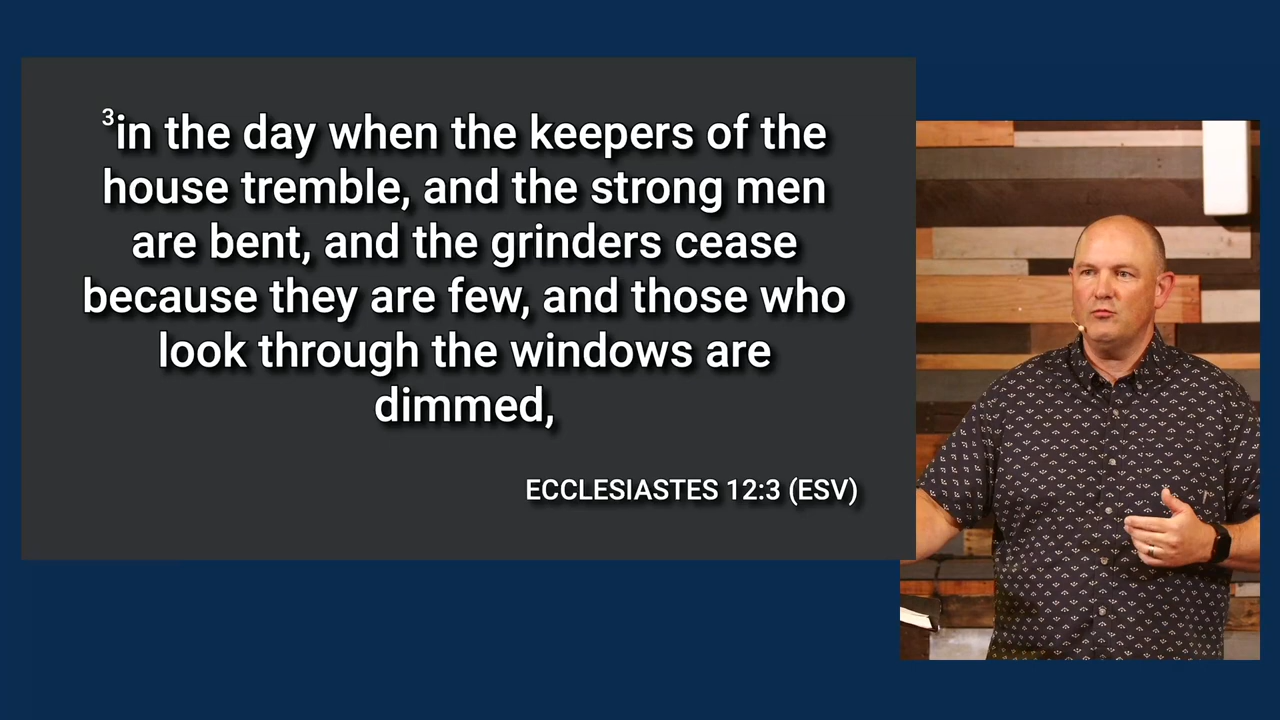 3in the day when the keepers of the
house tremble, and the strong men
are bent, and the grinders cease
because they are few, and those who
look through the windows are
dimmed,
ECCLESIASTES 12:3 (ESV)